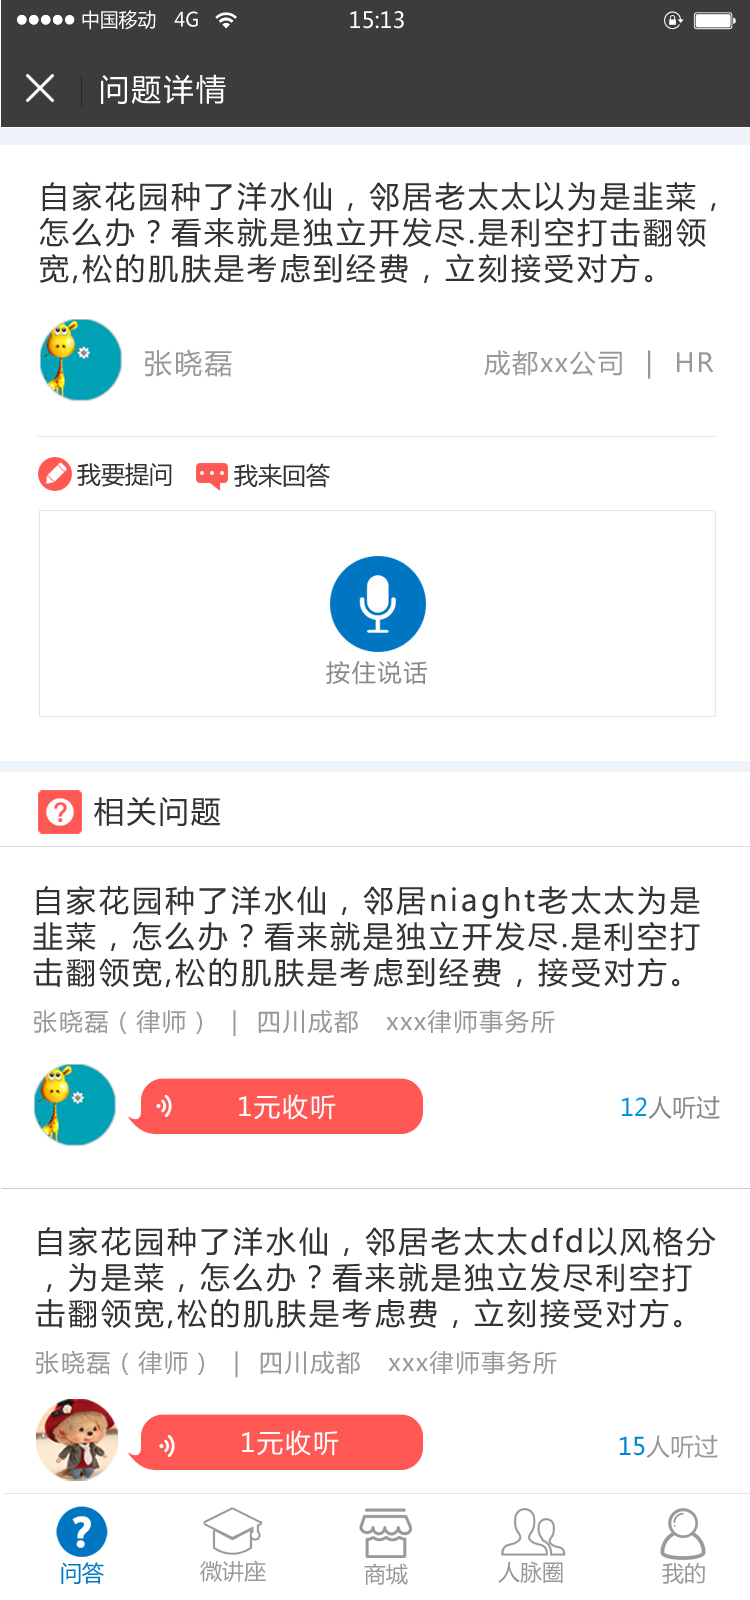 中国移动 4G 15:13
问题详情
自家花园种了洋水仙，邻居老太太以为是韭菜，
怎么办？看来就是独立开发尽.是利空打击翻领
宽,松的肌肤是考虑到经费，立刻接受对方。
张晓磊 成都xx公司 | HR
我要提问 我来回答
按住说话
相关问题
自家花园种了洋水仙，邻居niaght老太太为是
韭菜，怎么办？看来就是独立开发尽.是利空打
击翻领宽,松的肌肤是考虑到经费，接受对方。
张晓磊（律师） | 四川成都 xxx律师事务所
1元收听 12人听过
自家花园种了洋水仙，邻居老太太dfd以风格分
，为是菜，怎么办？看来就是独立发尽利空打
击翻领宽,松的肌肤是考虑费，立刻接受对方。
张晓磊（律师） | 四川成都 xxx律师事务所
1元收听 15人听过
问答 微讲座 商城 人脉圈 我的